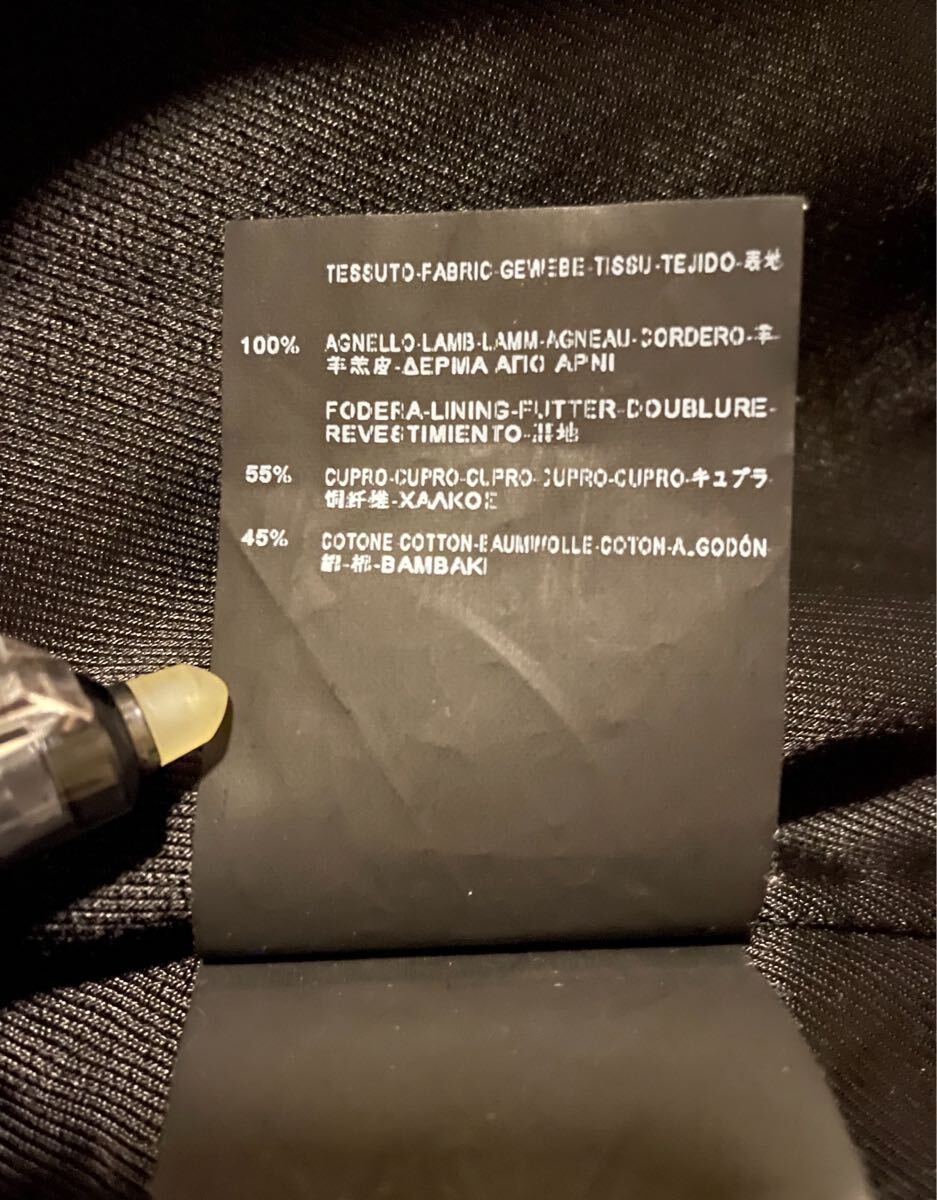 TESSUTO-FABRIC-GEWEBE-TISSU-TEJIDO-表地
100% AGNELLO-LAMB-LAMM-AGNEAU-CORDERO-羊
羊羔皮-ΔΕΡΜΑ ΑΠΟ ΑΡΝΙ
FODERA-LINING-FUTTER-DOUBLURE-
REVESTIMIENTO-裏地
55% CUPRO-CUPRO-CUPRO-CUPRO-CUPRO-キュプラ
铜纤维-ΧΑΛΚΟΣ
45% COTONE-COTTON-BAUMWOLLE-COTON-ALGODÓN
綿-棉-ΒΑΜΒΑΚΙ